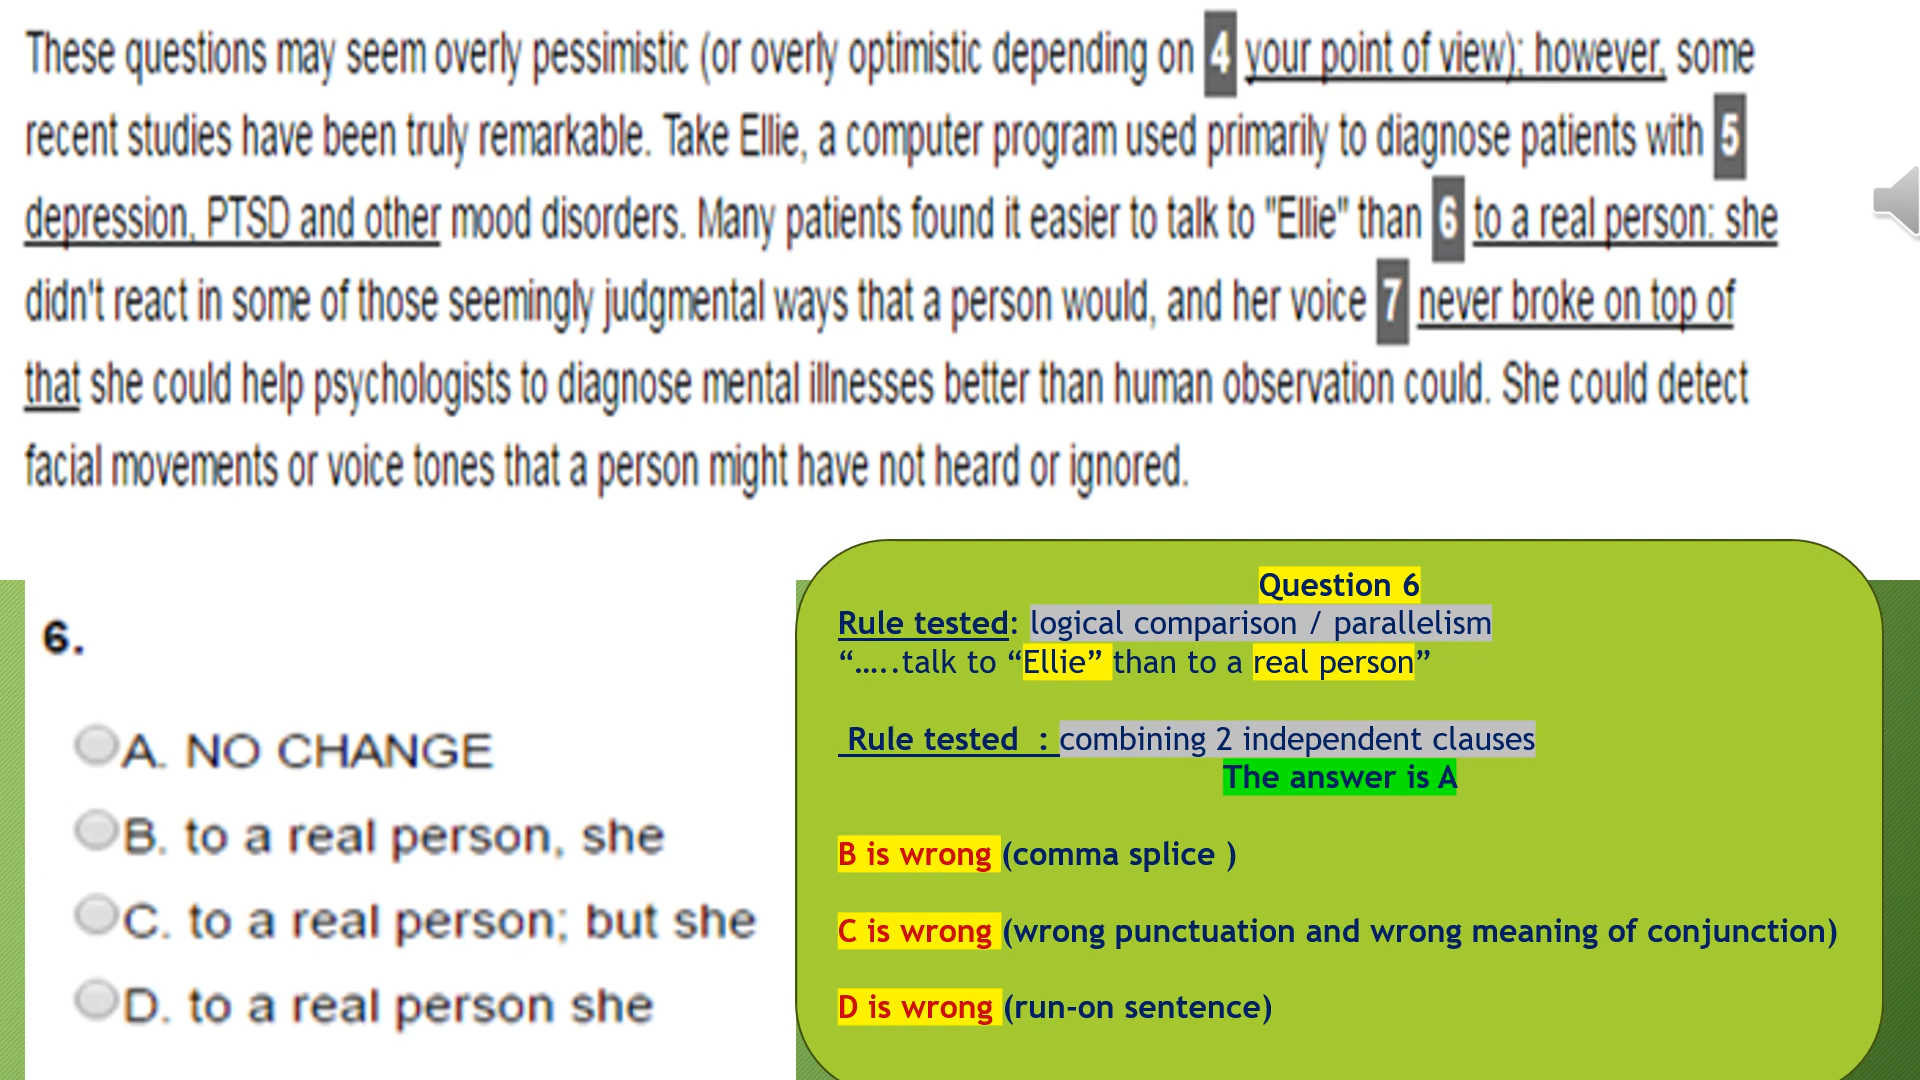 These questions may seem overly pessimistic (or overly optimistic depending on 4 your point of view); however, some
recent studies have been truly remarkable. Take Ellie, a computer program used primarily to diagnose patients with 5
depression, PTSD and other mood disorders. Many patients found it easier to talk to "Ellie" than 6 to a real person: she
didn't react in some of those seemingly judgmental ways that a person would, and her voice 7 never broke on top of
that she could help psychologists to diagnose mental illnesses better than human observation could. She could detect
facial movements or voice tones that a person might have not heard or ignored.
6.
A. NO CHANGE
B. to a real person, she
C. to a real person; but she
D. to a real person she
Question 6
Rule tested: logical comparison / parallelism
“…..talk to “Ellie” than to a real person”
Rule tested : combining 2 independent clauses
The answer is A
B is wrong (comma splice )
C is wrong (wrong punctuation and wrong meaning of conjunction)
D is wrong (run-on sentence)